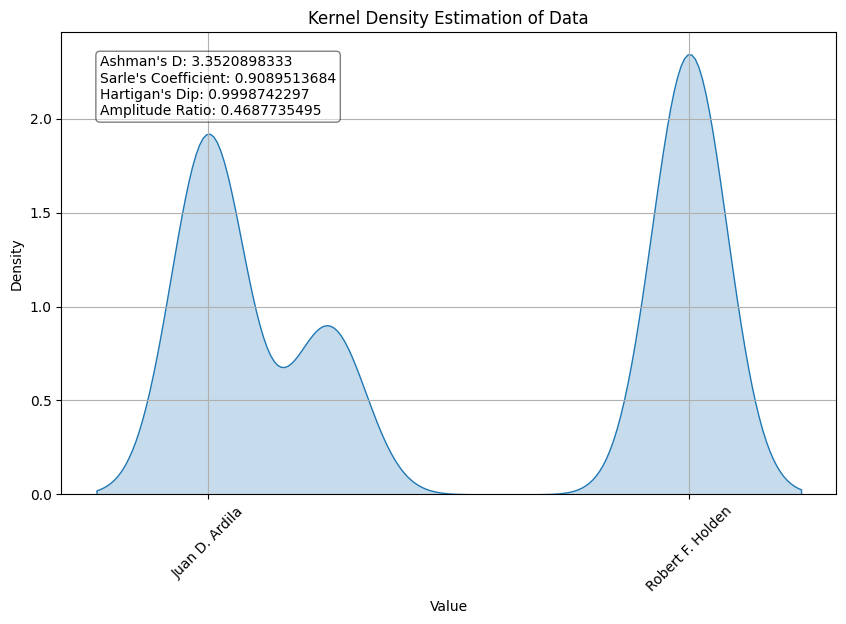 Kernel Density Estimation of Data
Ashman's D: 3.3520898333
Sarle's Coefficient: 0.9089513684
Hartigan's Dip: 0.9998742297
Amplitude Ratio: 0.4687735495
Density
2.0
1.5
1.0
0.5
0.0
Juan D. Ardila
Robert F. Holden
Value